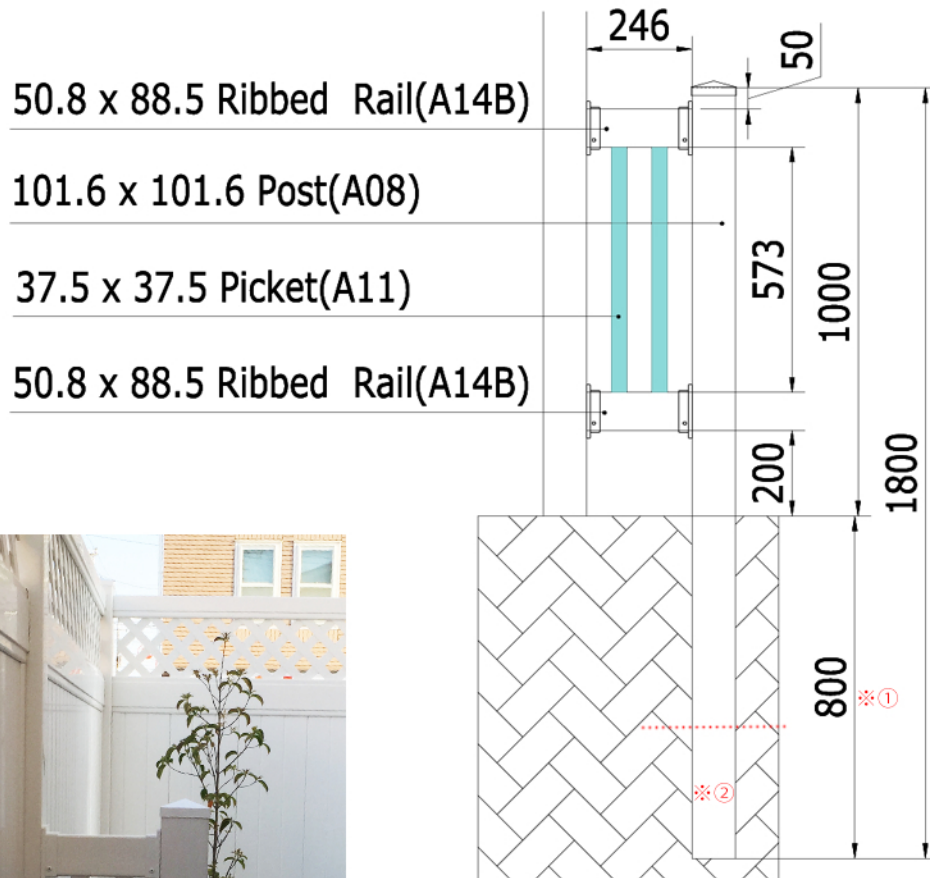 246
50
50.8 x 88.5 Ribbed Rail(A14B)
101.6 x 101.6 Post(A08)
37.5 x 37.5 Picket(A11)
50.8 x 88.5 Ribbed Rail(A14B)
573
1000
200
1800
800
※①
※②